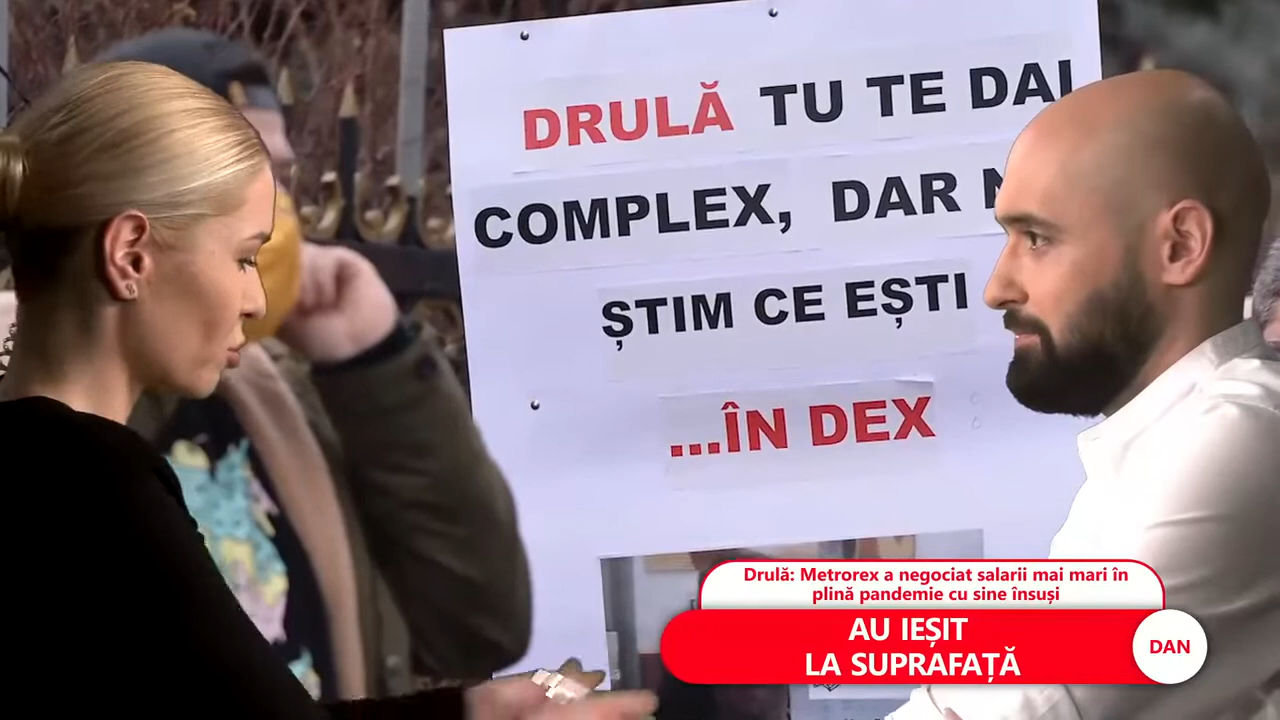 DRULĂ TU TE DAI
COMPLEX, DAR
ȘTIM CE EȘTI
...ÎN DEX
Drulă: Metrorex a negociat salarii mai mari în
plină pandemie cu sine însuși
AU IEȘIT
LA SUPRAFAȚĂ
DAN